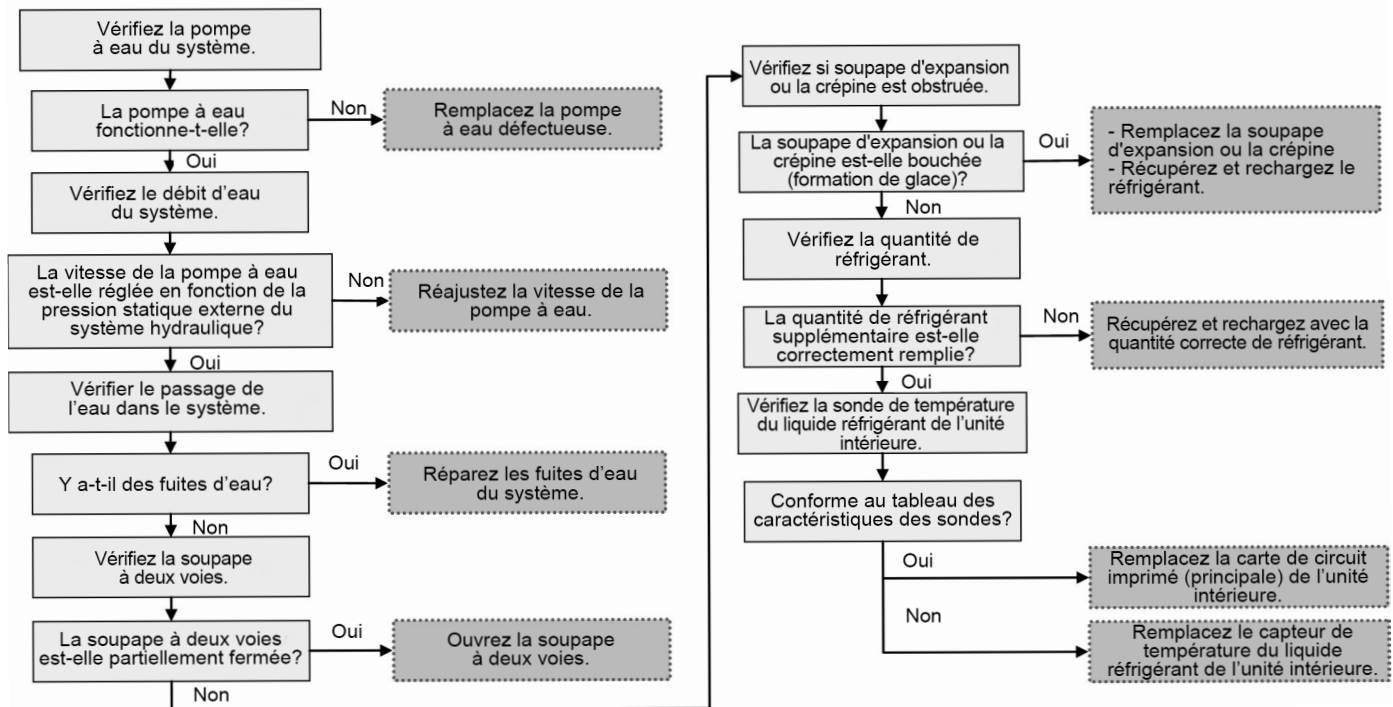 Vérifiez la pompe
à eau du système.
La pompe à eau
fonctionne-t-elle?
Non
Remplacez la pompe
à eau défectueuse.
Oui
Vérifiez le débit d'eau
du système.
La vitesse de la pompe à eau
est-elle réglée en fonction de la
pression statique externe du
système hydraulique?
Non
Réajustez la vitesse de la
pompe à eau.
Oui
Vérifier le passage de
l'eau dans le système.
Y a-t-il des fuites d'eau?
Oui
Réparez les fuites d'eau
du système.
Non
Vérifiez la soupape
à deux voies.
La soupape à deux voies
est-elle partiellement fermée?
Oui
Ouvrez la soupape
à deux voies.
Non
Vérifiez si soupape d'expansion
ou la crépine est obstruée.
La soupape d'expansion ou la
crépine est-elle bouchée
(formation de glace)?
Oui
- Remplacez la soupape
d'expansion ou la crépine
- Récupérez et rechargez le
réfrigérant.
Non
Vérifiez la quantité de
réfrigérant.
La quantité de réfrigérant
supplémentaire est-elle
correctement remplie?
Non
Récupérez et rechargez avec la
quantité correcte de réfrigérant.
Oui
Vérifiez la sonde de température
du liquide réfrigérant de l'unité
intérieure.
Conforme au tableau des
caractéristiques des sondes?
Oui
Remplacez la carte de circuit
imprimé (principale) de l'unité
intérieure.
Non
Remplacez le capteur de
température du liquide
réfrigérant de l'unité intérieure.